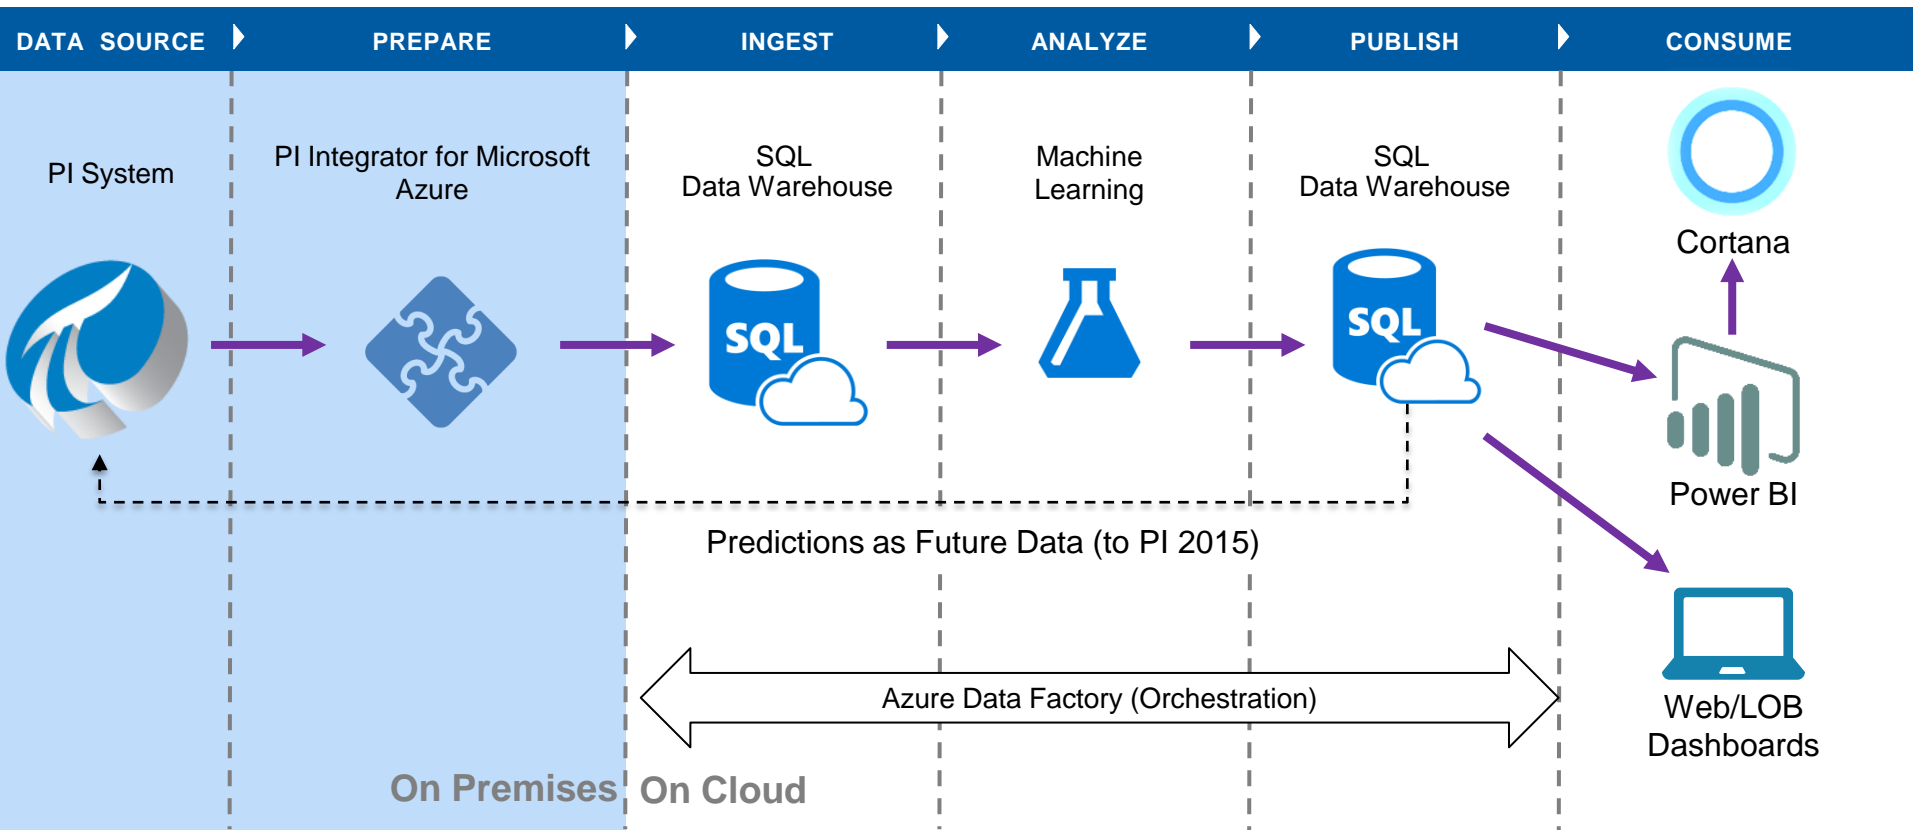 DATA SOURCE
PREPARE
INGEST
ANALYZE
PUBLISH
CONSUME
PI System
PI Integrator for Microsoft
Azure
SQL
Data Warehouse
Machine
Learning
SQL
Data Warehouse
Cortana
SQL
SQL
Power BI
Predictions as Future Data (to PI 2015)
Azure Data Factory (Orchestration)
Web/LOB
Dashboards
On Premises
On Cloud